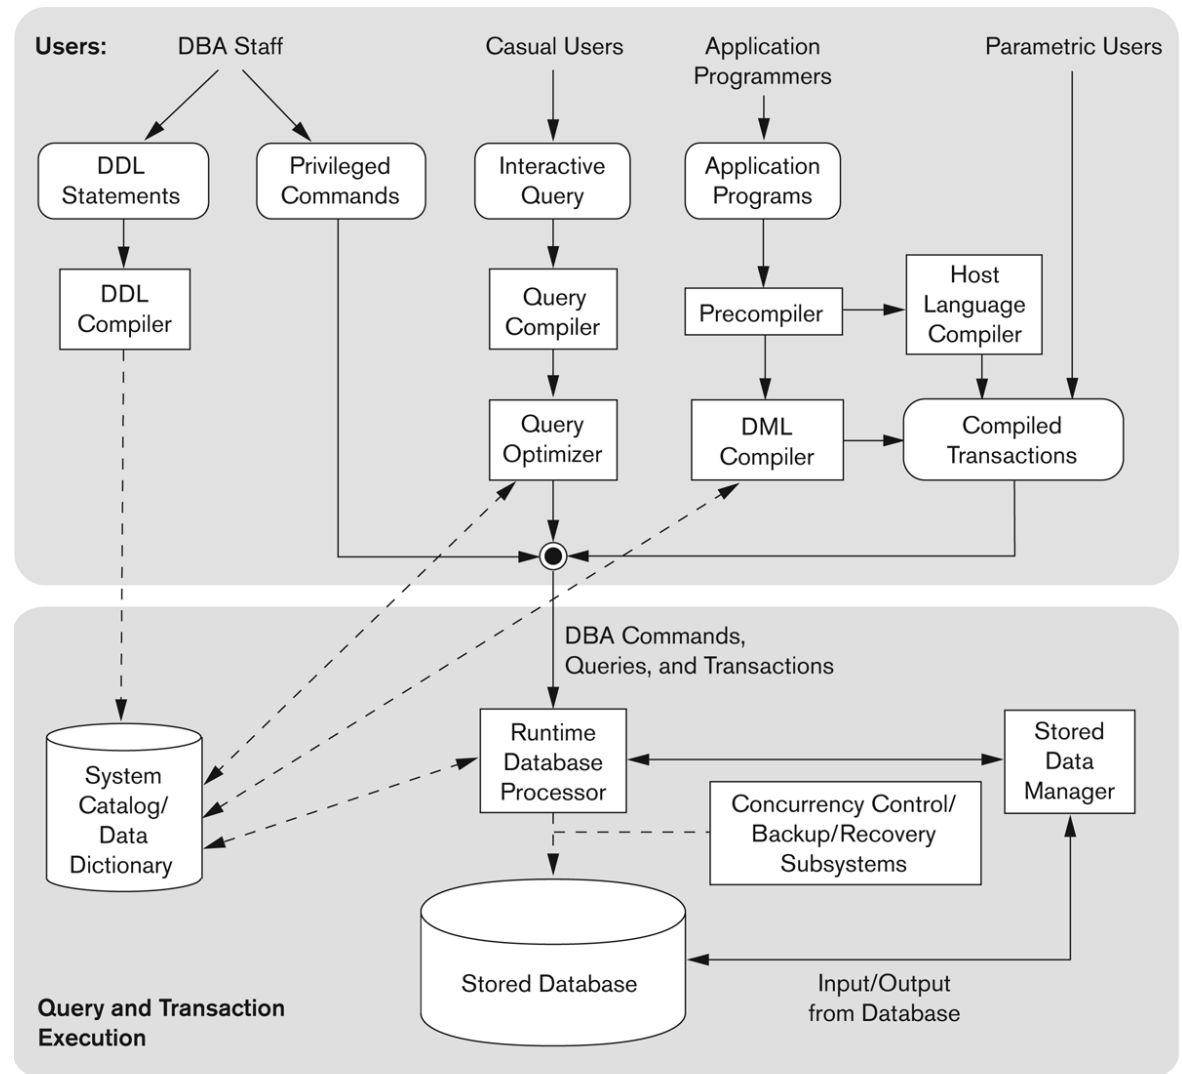 Users:
DBA Staff
Casual Users
Application
Programmers
Parametric Users
DDL
Statements
Privileged
Commands
Interactive
Query
Application
Programs
DDL
Compiler
Query
Compiler
Precompiler
Host
Language
Compiler
Query
Optimizer
DML
Compiler
Compiled
Transactions
DBA Commands,
Queries, and Transactions
System
Catalog/
Data
Dictionary
Runtime
Database
Processor
Stored
Data
Manager
Concurrency Control/
Backup/Recovery
Subsystems
Stored Database
Input/Output
from Database
Query and Transaction
Execution